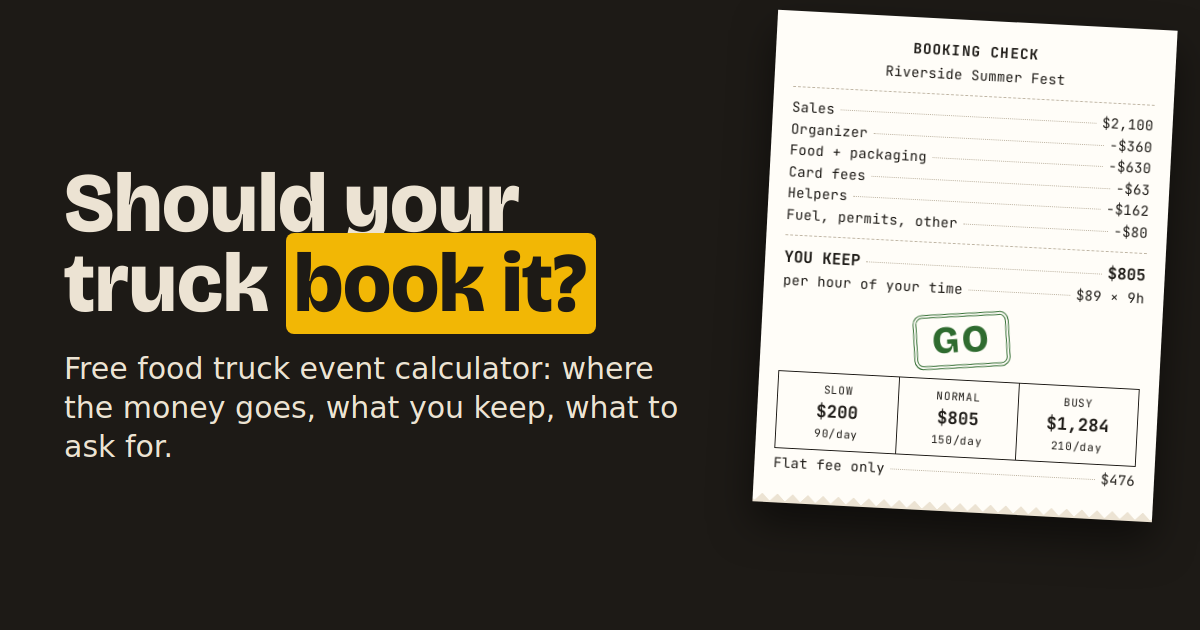 Should your
truck book it?
Free food truck event calculator: where
the money goes, what you keep, what to
ask for.
BOOKING CHECK
Riverside Summer Fest
Sales $2,100
Organizer -$360
Food + packaging -$630
Card fees -$63
Helpers -$162
Fuel, permits, other -$80
YOU KEEP $805
per hour of your time $89 × 9h
GO
SLOW NORMAL BUSY
$200 $805 $1,284
90/day 150/day 210/day
Flat fee only $476